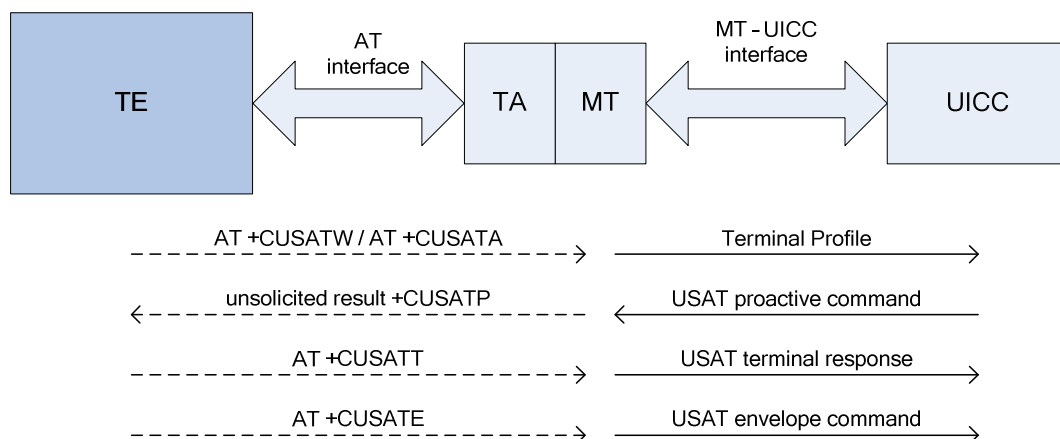 TE
AT
interface
TA
MT
MT - UICC
interface
UICC
AT +CUSATW / AT +CUSATA
Terminal Profile
unsolicited result +CUSATP
USAT proactive command
AT +CUSATT
USAT terminal response
AT +CUSATE
USAT envelope command